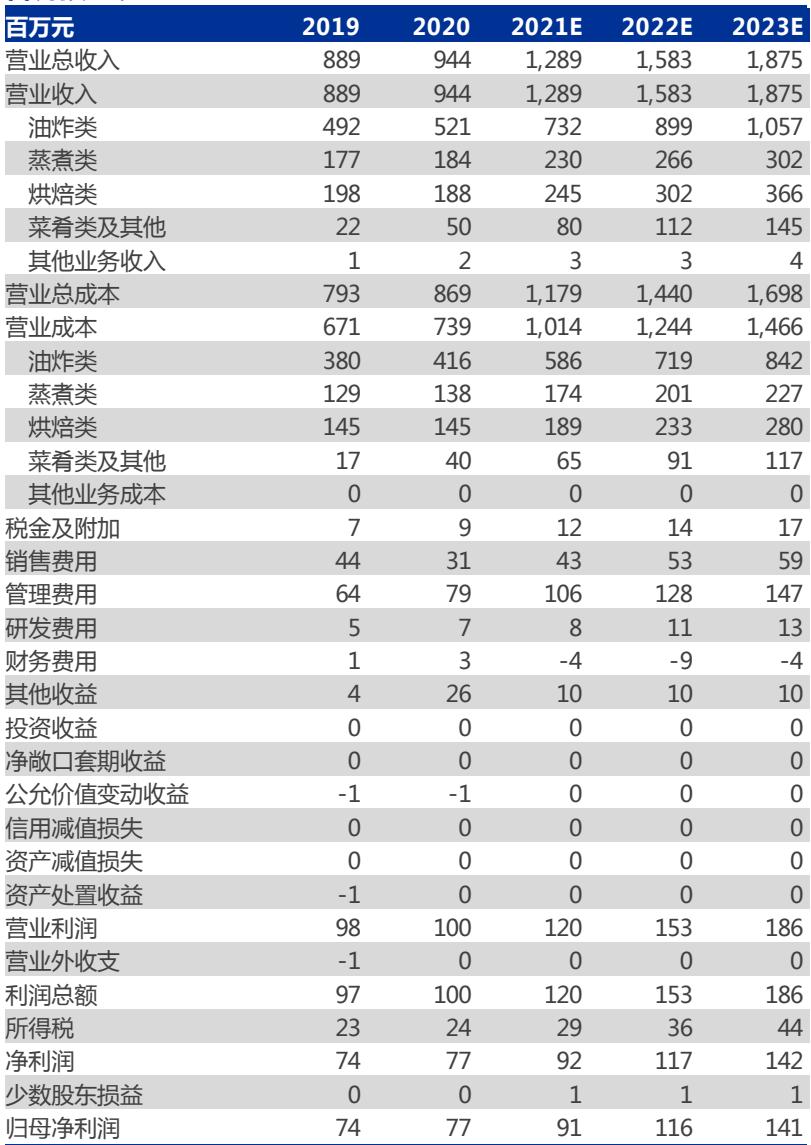 百万元 2019 2020 2021E 2022E 2023E
营业总收入 889 944 1,289 1,583 1,875
营业收入 889 944 1,289 1,583 1,875
油炸类 492 521 732 899 1,057
蒸煮类 177 184 230 266 302
烘焙类 198 188 245 302 366
菜肴类及其他 22 50 80 112 145
其他业务收入 1 2 3 3 4
营业总成本 793 869 1,179 1,440 1,698
营业成本 671 739 1,014 1,244 1,466
油炸类 380 416 586 719 842
蒸煮类 129 138 174 201 227
烘焙类 145 145 189 233 280
菜肴类及其他 17 40 65 91 117
其他业务成本 0 0 0 0 0
税金及附加 7 9 12 14 17
销售费用 44 31 43 53 59
管理费用 64 79 106 128 147
研发费用 5 7 8 11 13
财务费用 1 3 -4 -9 -4
其他收益 4 26 10 10 10
投资收益 0 0 0 0 0
净敞口套期收益 0 0 0 0 0
公允价值变动收益 -1 -1 0 0 0
信用减值损失 0 0 0 0 0
资产减值损失 0 0 0 0 0
资产处置收益 -1 0 0 0 0
营业利润 98 100 120 153 186
营业外收支 -1 0 0 0 0
利润总额 97 100 120 153 186
所得税 23 24 29 36 44
净利润 74 77 92 117 142
少数股东损益 0 0 1 1 1
归母净利润 74 77 91 116 141